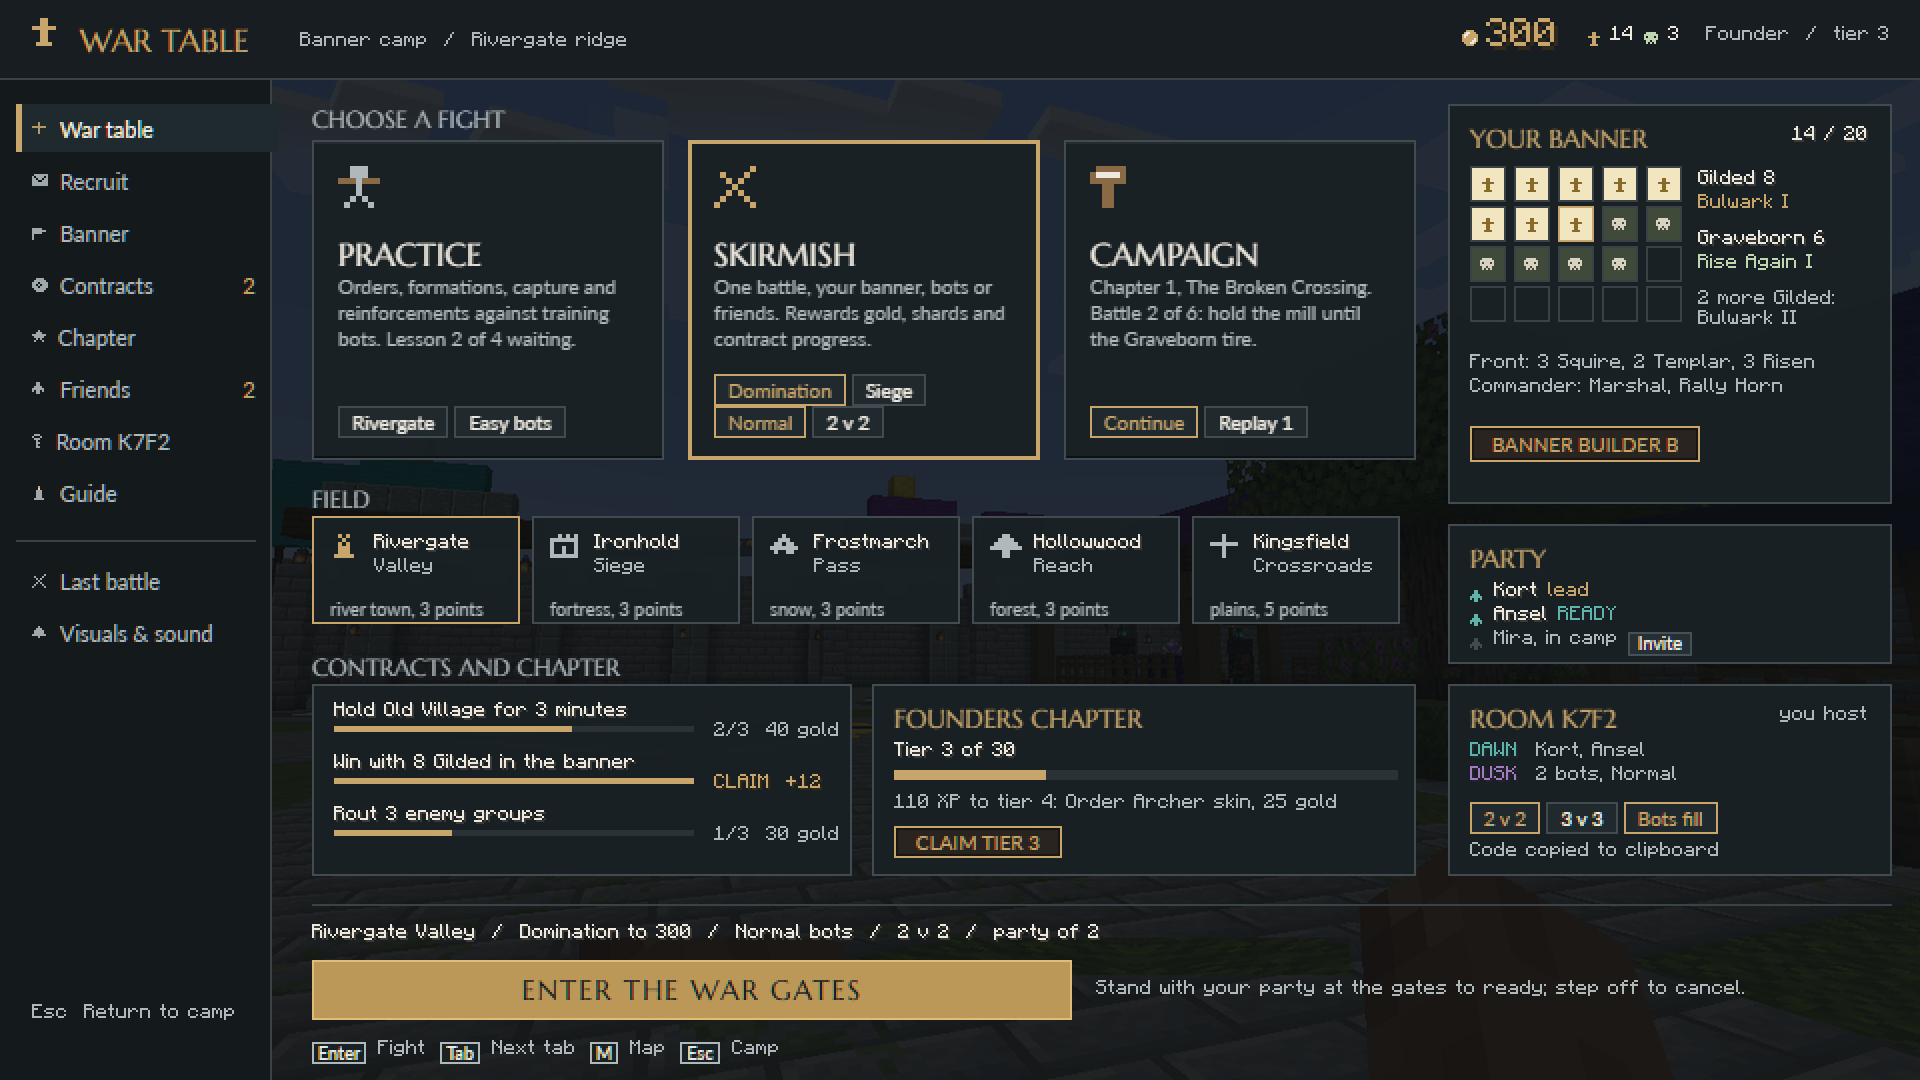 WAR TABLE
Banner camp / Rivergate ridge
300
14
3
Founder / tier 3
War table
Recruit
Banner
Contracts 2
Chapter
Friends 2
Room K7F2
Guide
Last battle
Visuals & sound
Esc Return to camp
CHOOSE A FIGHT
PRACTICE
Orders, formations, capture and
reinforcements against training
bots. Lesson 2 of 4 waiting.
Rivergate Easy bots
SKIRMISH
One battle, your banner, bots or
friends. Rewards gold, shards and
contract progress.
Domination Siege
Normal 2 v 2
CAMPAIGN
Chapter 1, The Broken Crossing.
Battle 2 of 6: hold the mill until
the Graveborn tire.
Continue Replay 1
FIELD
Rivergate
Valley
river town, 3 points
Ironhold
Siege
fortress, 3 points
Frostmarch
Pass
snow, 3 points
Hollowwood
Reach
forest, 3 points
Kingsfield
Crossroads
plains, 5 points
CONTRACTS AND CHAPTER
Hold Old Village for 3 minutes
2/3 40 gold
Win with 8 Gilded in the banner
CLAIM +12
Rout 3 enemy groups
1/3 30 gold
FOUNDERS CHAPTER
Tier 3 of 30
110 XP to tier 4: Order Archer skin, 25 gold
CLAIM TIER 3
YOUR BANNER 14 / 20
Gilded 8
Bulwark I
Graveborn 6
Rise Again I
2 more Gilded:
Bulwark II
Front: 3 Squire, 2 Templar, 3 Risen
Commander: Marshal, Rally Horn
BANNER BUILDER B
PARTY
Kort lead
Ansel READY
Mira, in camp Invite
ROOM K7F2 you host
DAWN Kort, Ansel
DUSK 2 bots, Normal
2 v 2 3 v 3 Bots fill
Code copied to clipboard
Rivergate Valley / Domination to 300 / Normal bots / 2 v 2 / party of 2
ENTER THE WAR GATES
Stand with your party at the gates to ready; step off to cancel.
Enter Fight Tab Next tab M Map Esc Camp